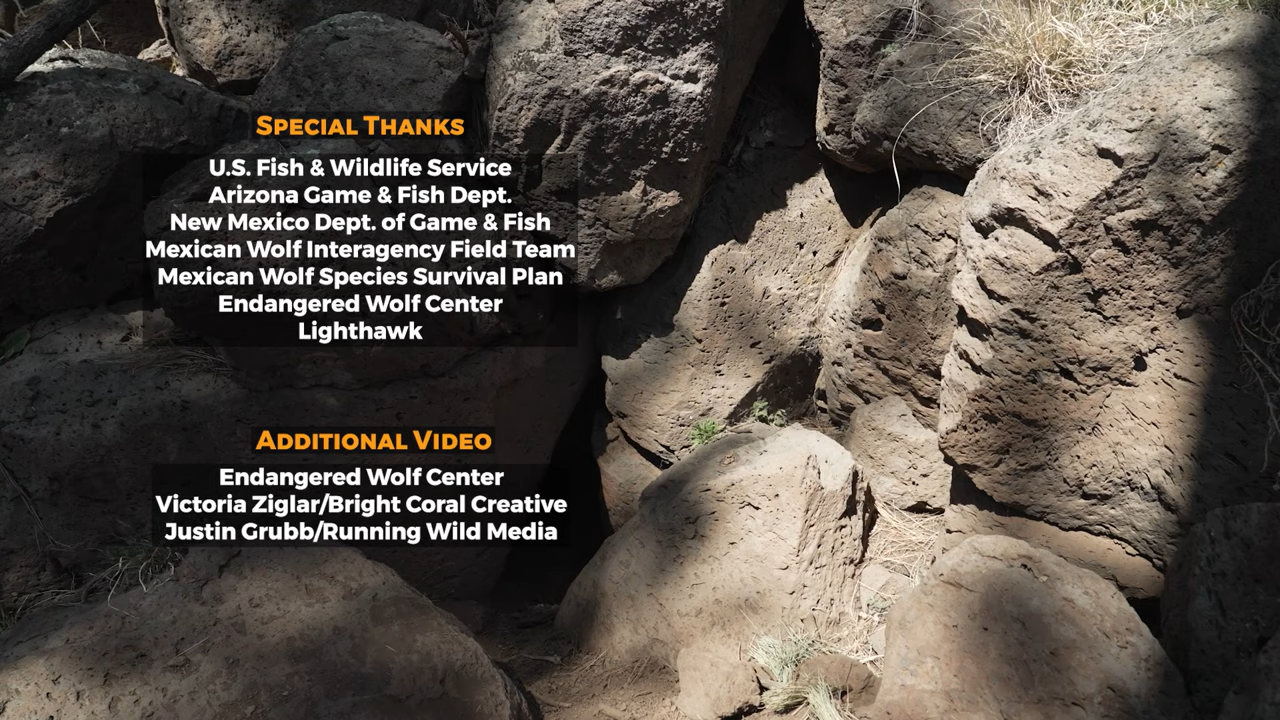 Special Thanks
U.S. Fish & Wildlife Service
Arizona Game & Fish Dept.
New Mexico Dept. of Game & Fish
Mexican Wolf Interagency Field Team
Mexican Wolf Species Survival Plan
Endangered Wolf Center
Lighthawk
Additional Video
Endangered Wolf Center
Victoria Ziglar/Bright Coral Creative
Justin Grubb/Running Wild Media